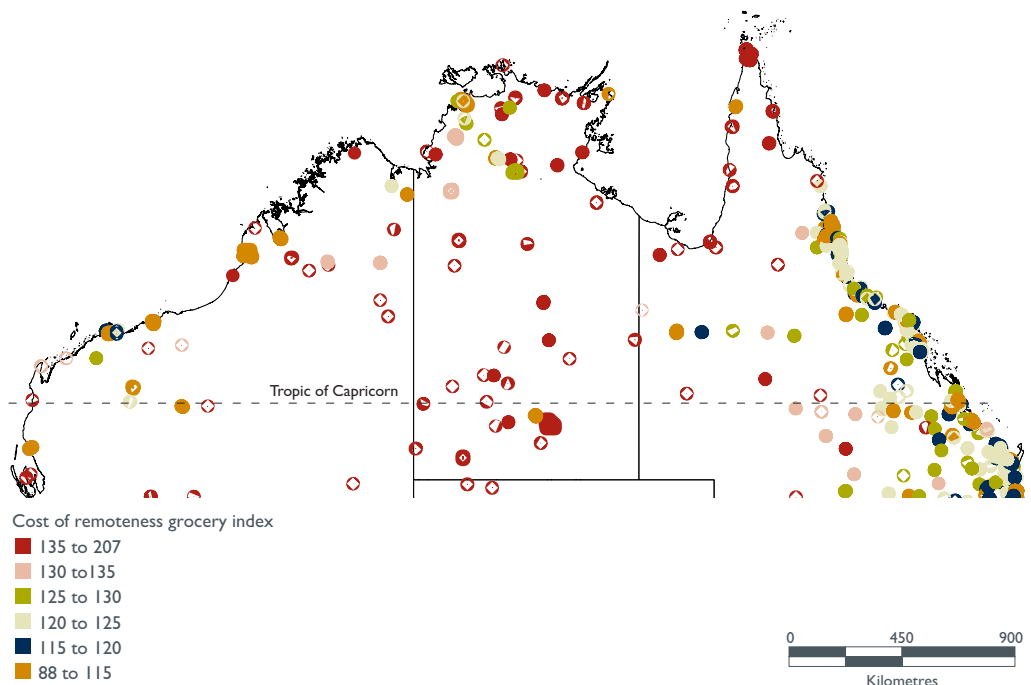 Tropic of Capricorn
Cost of remoteness grocery index
135 to 207
130 to135
125 to 130
120 to 125
115 to 120
88 to 115
0 450 900
Kilometres